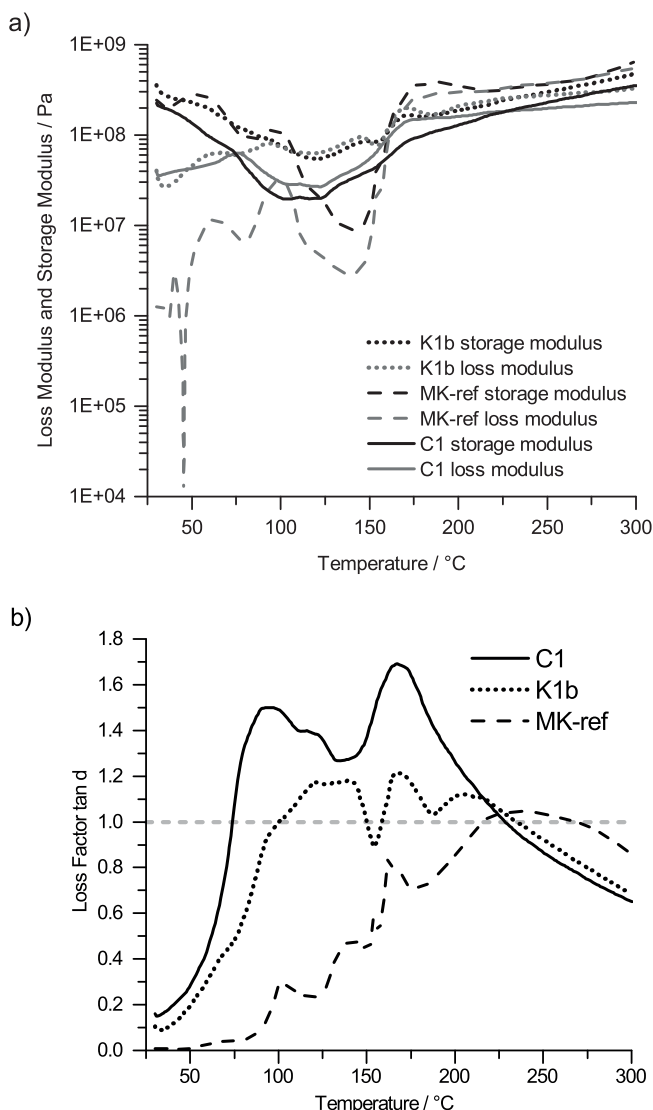 a)
1E+09
1E+08
1E+07
1E+06
1E+05
1E+04
Loss Modulus and Storage Modulus / Pa
K1b storage modulus
K1b loss modulus
MK-ref storage modulus
MK-ref loss modulus
C1 storage modulus
C1 loss modulus
50 100 150 200 250 300
Temperature / °C
b)
1.8
1.6
1.4
1.2
1.0
0.8
0.6
0.4
0.2
0.0
Loss Factor tan d
C1
K1b
MK-ref
50 100 150 200 250 300
Temperature / °C